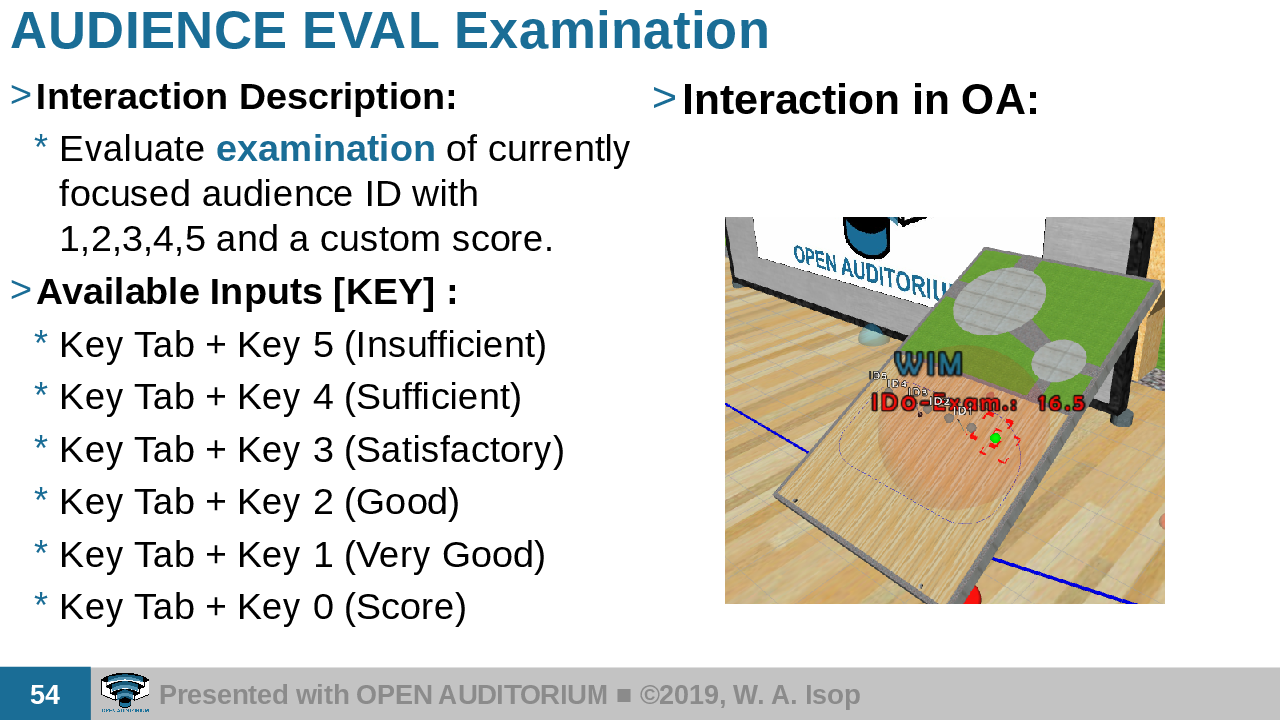 AUDIENCE EVAL Examination
> Interaction Description:
* Evaluate examination of currently
focused audience ID with
1,2,3,4,5 and a custom score.
> Available Inputs [KEY] :
* Key Tab + Key 5 (Insufficient)
* Key Tab + Key 4 (Sufficient)
* Key Tab + Key 3 (Satisfactory)
* Key Tab + Key 2 (Good)
* Key Tab + Key 1 (Very Good)
* Key Tab + Key 0 (Score)
> Interaction in OA:
OPEN AUDITORIU
WIM
ID5
ID4
ID3
ID2
ID1
ID0-Exam.: 16.5
54
OPEN AUDITORIUM
Presented with OPEN AUDITORIUM ■ ©2019, W. A. Isop